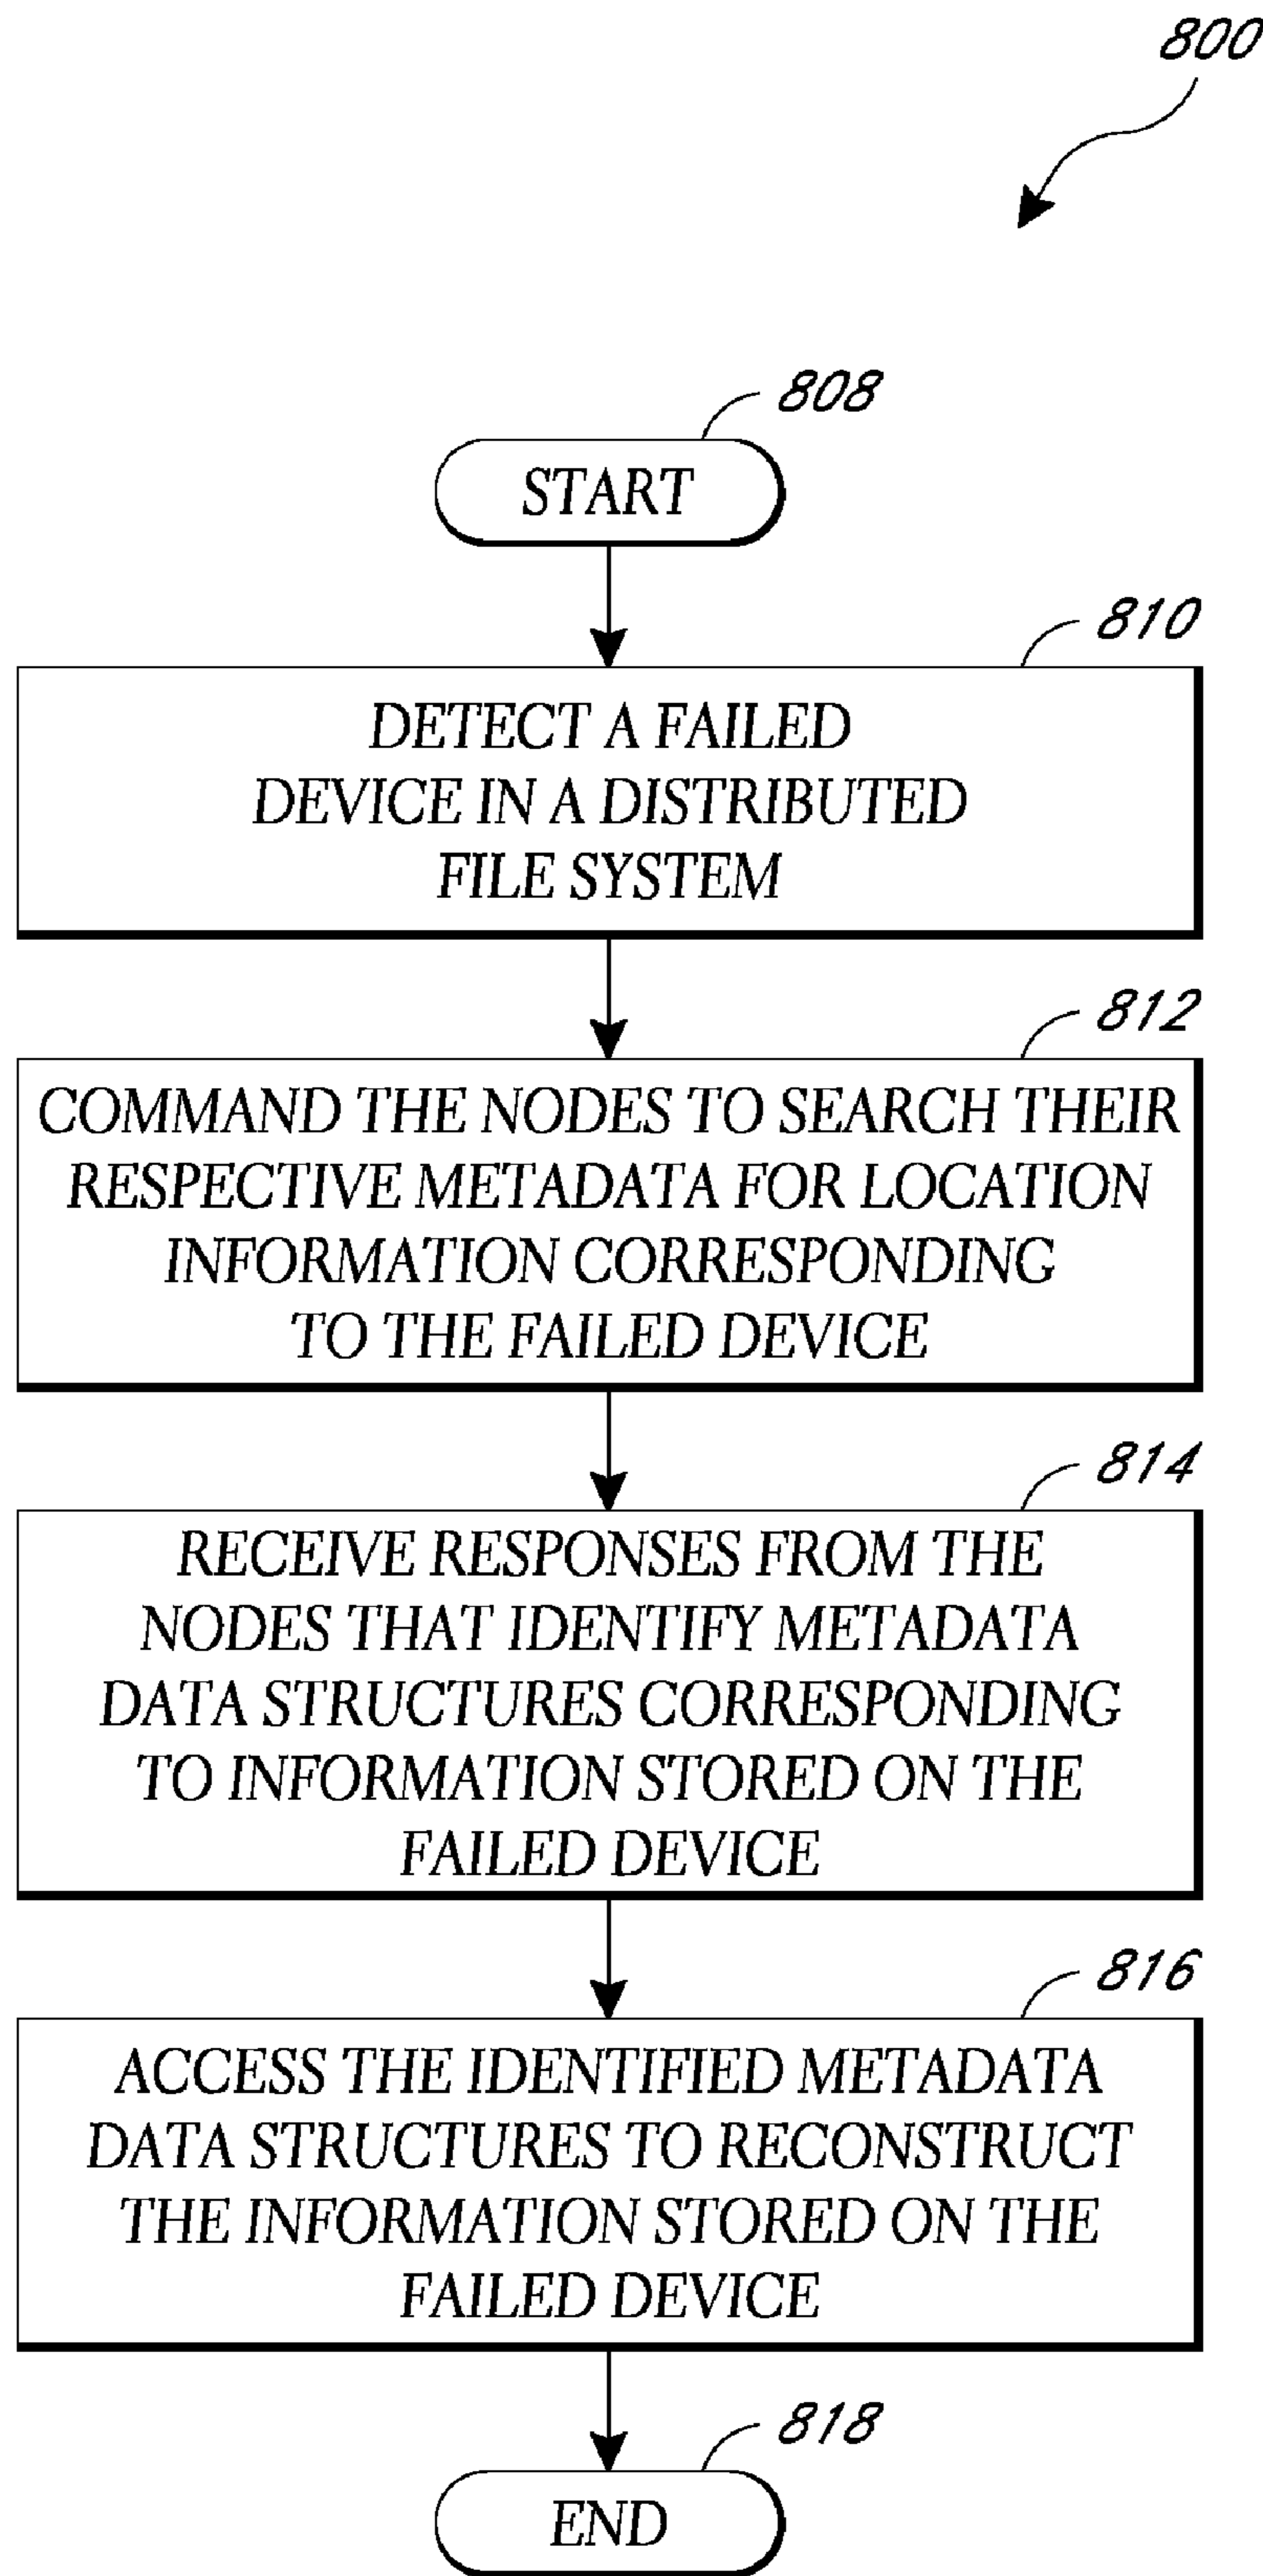 800
808
START
810
DETECT A FAILED
DEVICE IN A DISTRIBUTED
FILE SYSTEM
812
COMMAND THE NODES TO SEARCH THEIR
RESPECTIVE METADATA FOR LOCATION
INFORMATION CORRESPONDING
TO THE FAILED DEVICE
814
RECEIVE RESPONSES FROM THE
NODES THAT IDENTIFY METADATA
DATA STRUCTURES CORRESPONDING
TO INFORMATION STORED ON THE
FAILED DEVICE
816
ACCESS THE IDENTIFIED METADATA
DATA STRUCTURES TO RECONSTRUCT
THE INFORMATION STORED ON THE
FAILED DEVICE
818
END